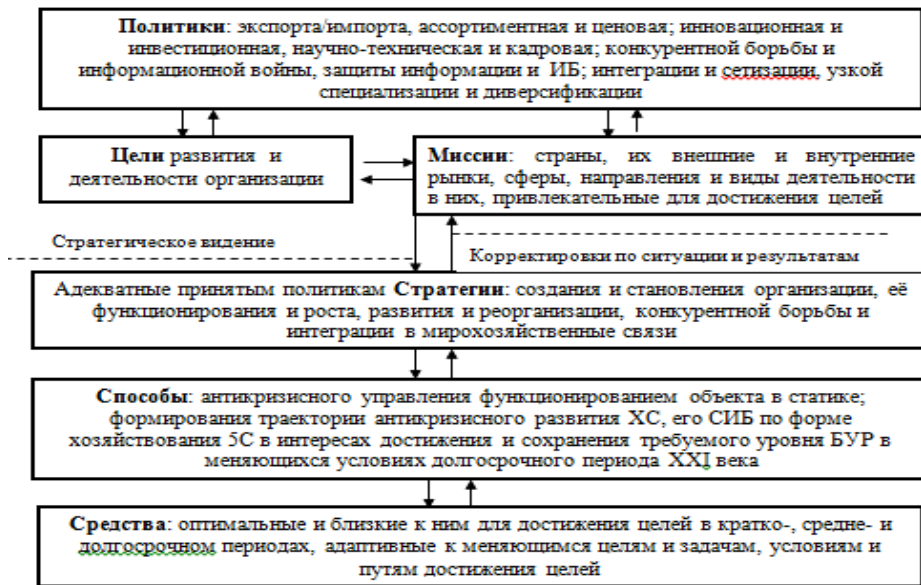 Политики: экспорта/импорта, ассортиментная и ценовая; инновационная и
инвестиционная, научно-техническая и кадровая; конкурентной борьбы и
информационной войны, защиты информации и ИБ; интеграции и сетизации, узкой
специализации и диверсификации
Цели развития и
деятельности организации
Миссии: страны, их внешние и внутренние
рынки, сферы, направления и виды деятельности
в них, привлекательные для достижения целей
Стратегическое видение
Корректировки по ситуации и результатам
Адекватные принятым политикам Стратегии: создания и становления организации, её
функционирования и роста, развития и реорганизации, конкурентной борьбы и
интеграции в мирохозяйственные связи
Способы: антикризисного управления функционированием объекта в статике;
формирования траектории антикризисного развития ХС, его СИБ по форме
хозяйствования 5С в интересах достижения и сохранения требуемого уровня БУР в
меняющихся условиях долгосрочного периода XXI века
Средства: оптимальные и близкие к ним для достижения целей в кратко-, средне- и
долгосрочном периодах, адаптивные к меняющимся целям и задачам, условиям и
путям достижения целей